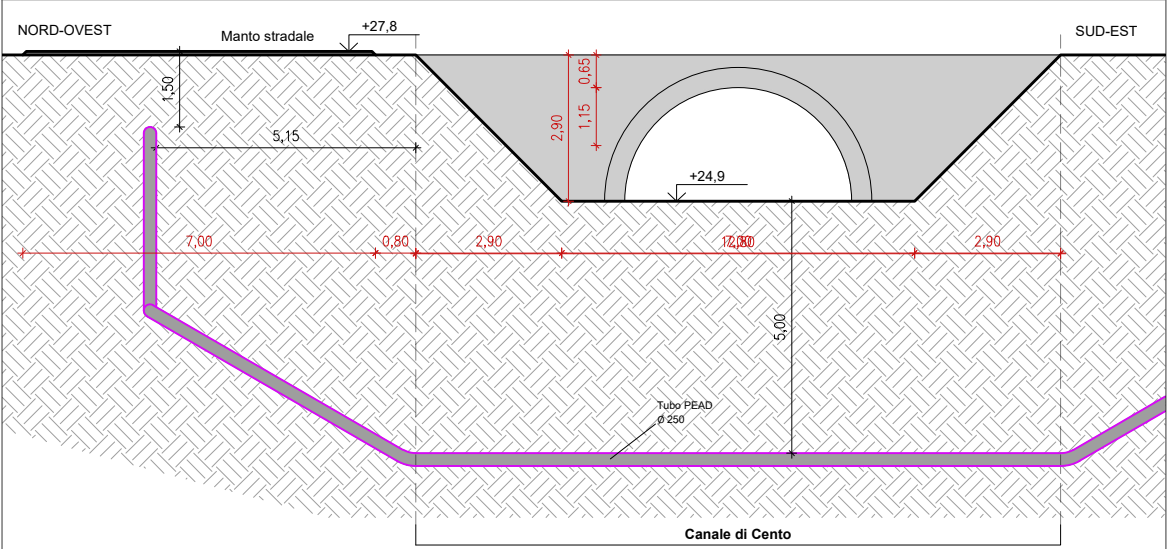 NORD-OVEST
Manto stradale
+27,8
SUD-EST
1,50
0,65
1,15
2,90
5,15
+24,9
7,00
0,80
2,90
2,90
5,00
Tubo PEAD
Ø 250
Canale di Cento